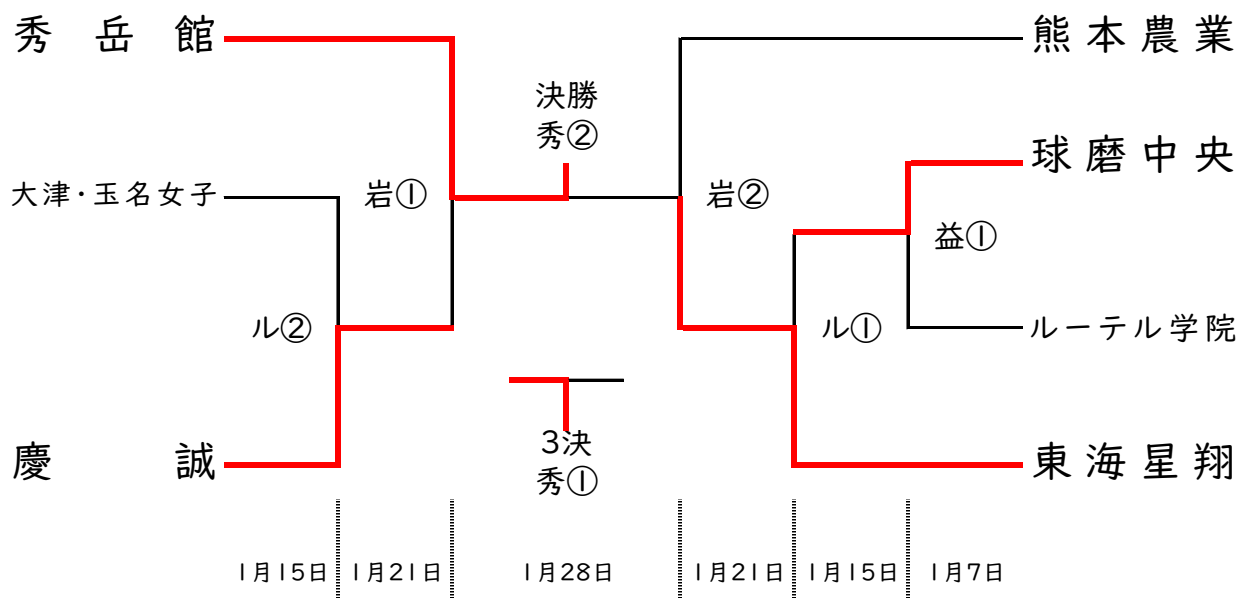 秀岳館
熊本農業
決勝
秀②
球磨中央
大津・玉名女子
岩①
岩②
益①
ル②
ル①
ルーテル学院
3決
秀①
慶誠
東海星翔
1月15日
1月21日
1月28日
1月21日
1月15日
1月7日